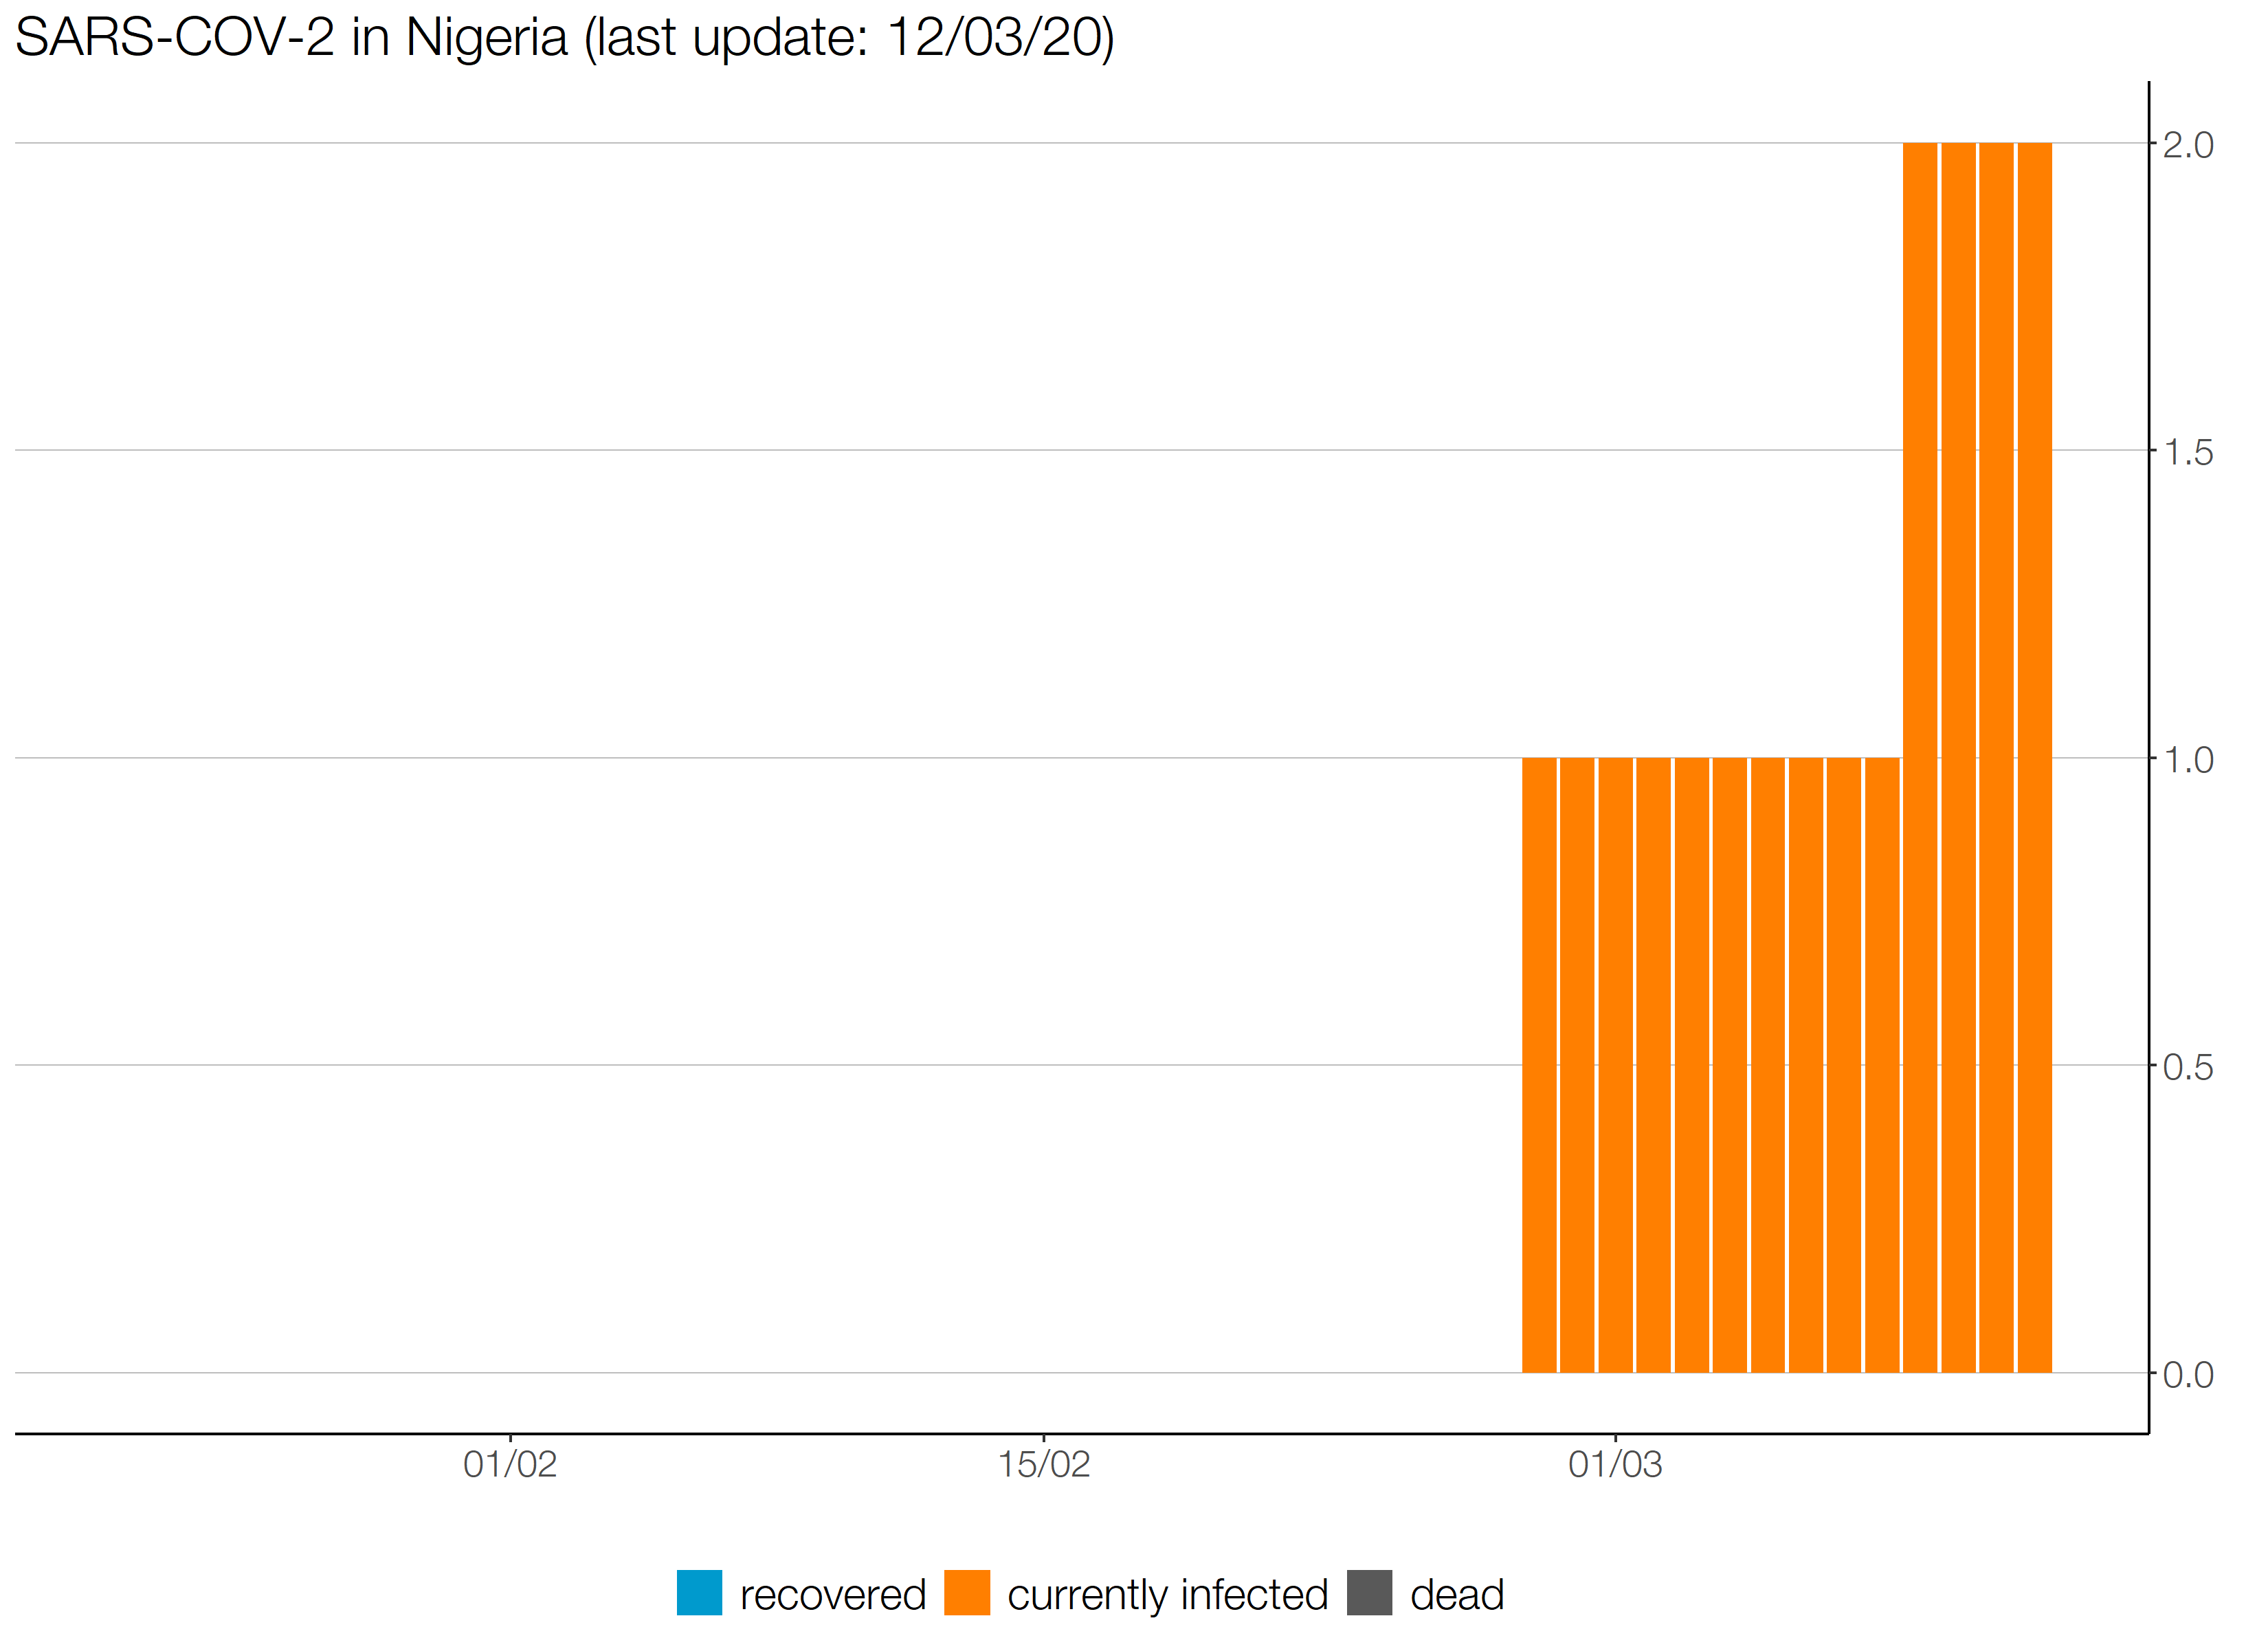 SARS-COV-2 in Nigeria (last update: 12/03/20)
2.0
1.5
1.0
0.5
0.0
01/02 15/02 01/03
recovered currently infected dead